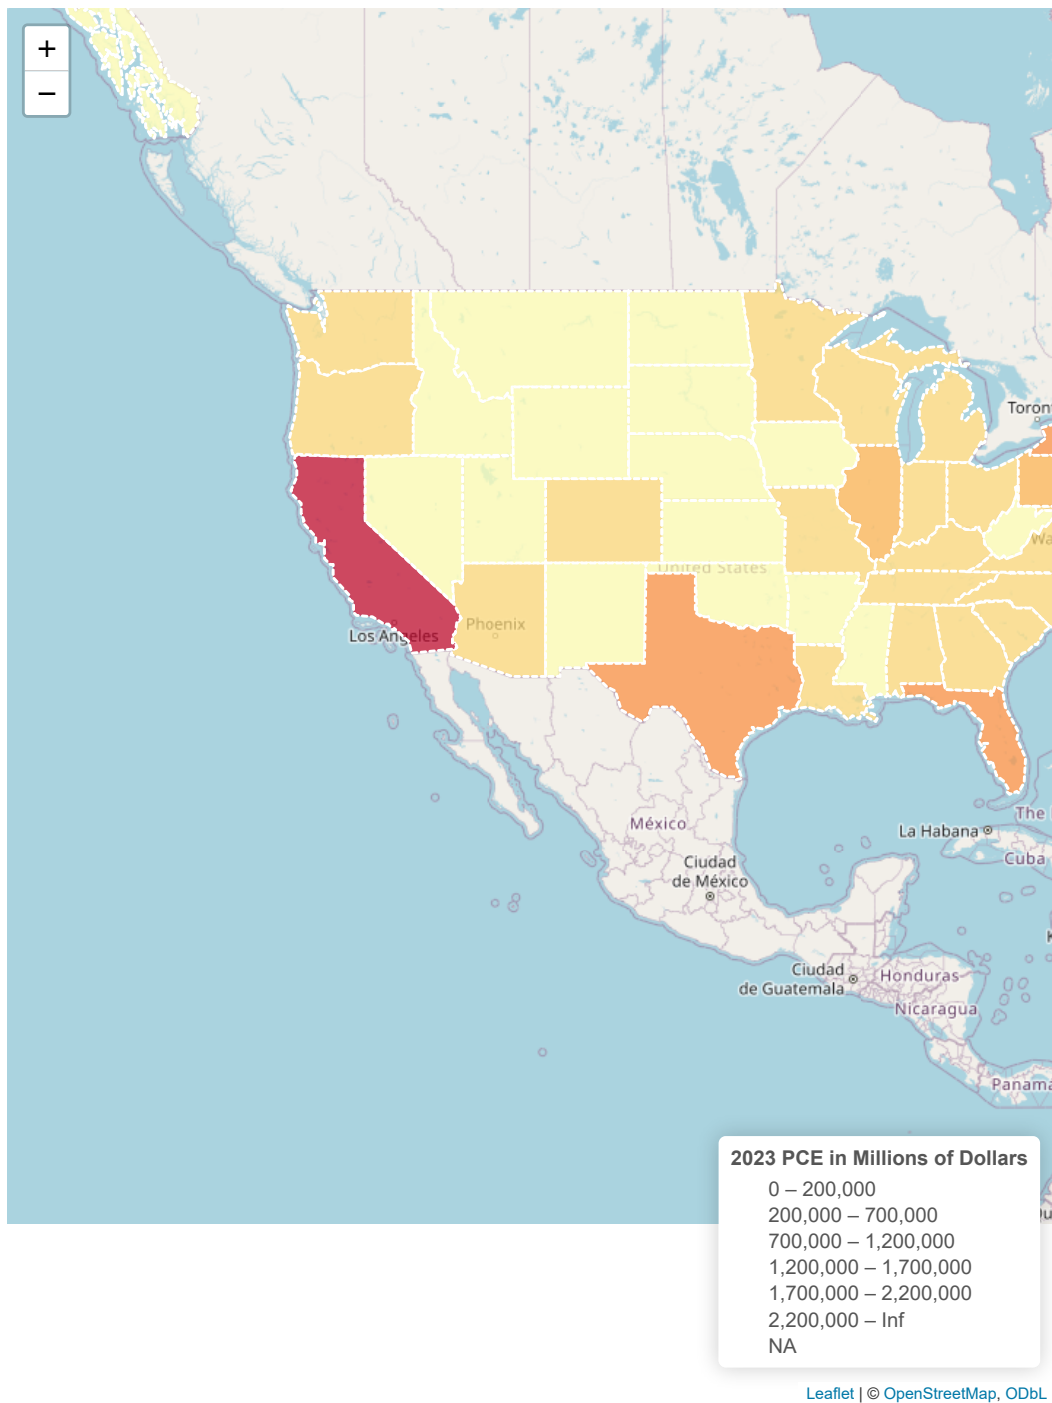 +
−
Toron
Wa
United States
Phoenix
Los Angeles
The
México
La Habana
Cuba
Ciudad
de México
K
Ciudad
de Guatemala
Honduras
Nicaragua
Panama
2023 PCE in Millions of Dollars
0 – 200,000
200,000 – 700,000
700,000 – 1,200,000
1,200,000 – 1,700,000
1,700,000 – 2,200,000
2,200,000 – Inf
NA
Leaflet | © OpenStreetMap, ODbL